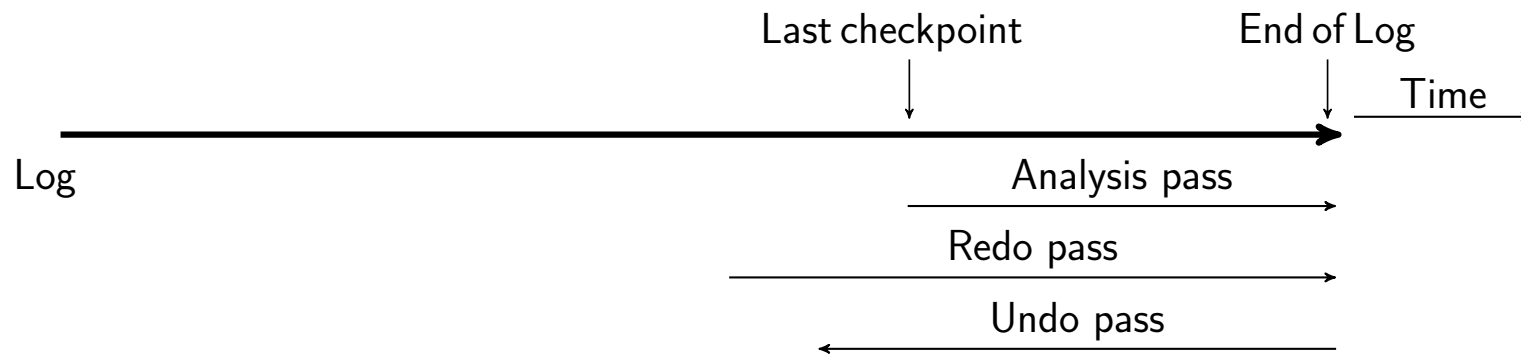 Last checkpoint
End of Log
Time
Log
Analysis pass
Redo pass
Undo pass